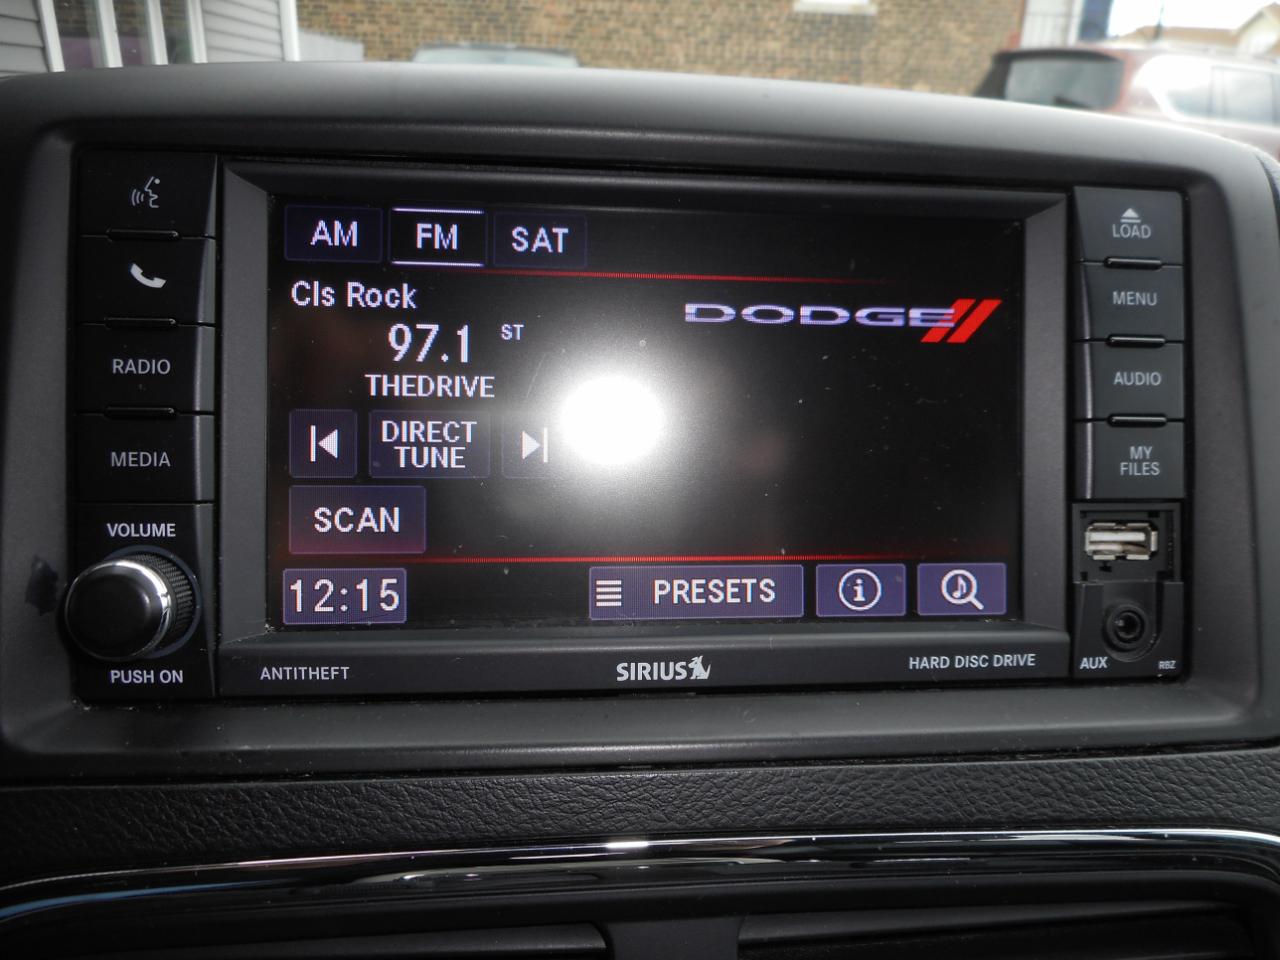 AM FM SAT
Cls Rock
DODGE
97.1 ST
THEDRIVE
DIRECT
TUNE
SCAN
12:15
PRESETS
RADIO
MEDIA
VOLUME
PUSH ON
LOAD
MENU
AUDIO
MY
FILES
AUX
RBZ
ANTITHEFT
SIRIUS
HARD DISC DRIVE